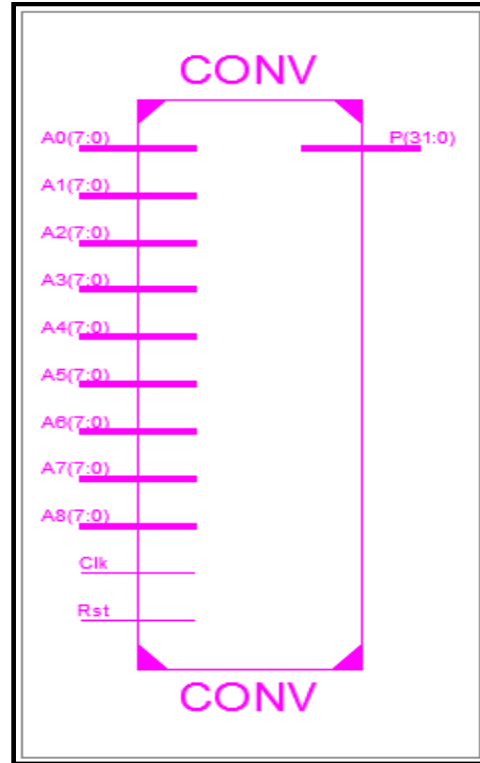 CONV
A0(7:0)
P(31:0)
A1(7:0)
A2(7:0)
A3(7:0)
A4(7:0)
A5(7:0)
A6(7:0)
A7(7:0)
A8(7:0)
Clk
Rst
CONV